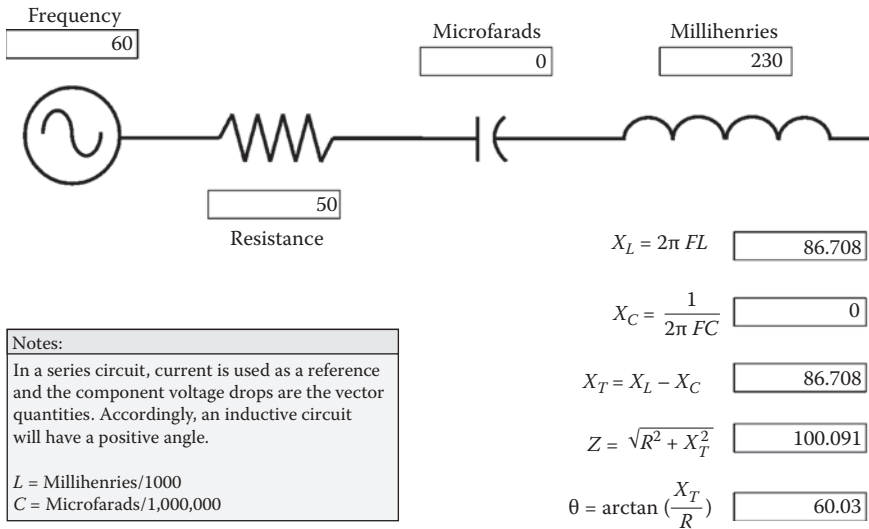 Frequency
60
Microfarads
0
Millihenries
230
50
Resistance
X_L = 2π FL
86.708
X_C = 1 / 2π FC
0
X_T = X_L − X_C
86.708
Z = √R² + X_T²
100.091
θ = arctan (X_T / R)
60.03
Notes:
In a series circuit, current is used as a reference
and the component voltage drops are the vector
quantities. Accordingly, an inductive circuit
will have a positive angle.
L = Millihenries/1000
C = Microfarads/1,000,000